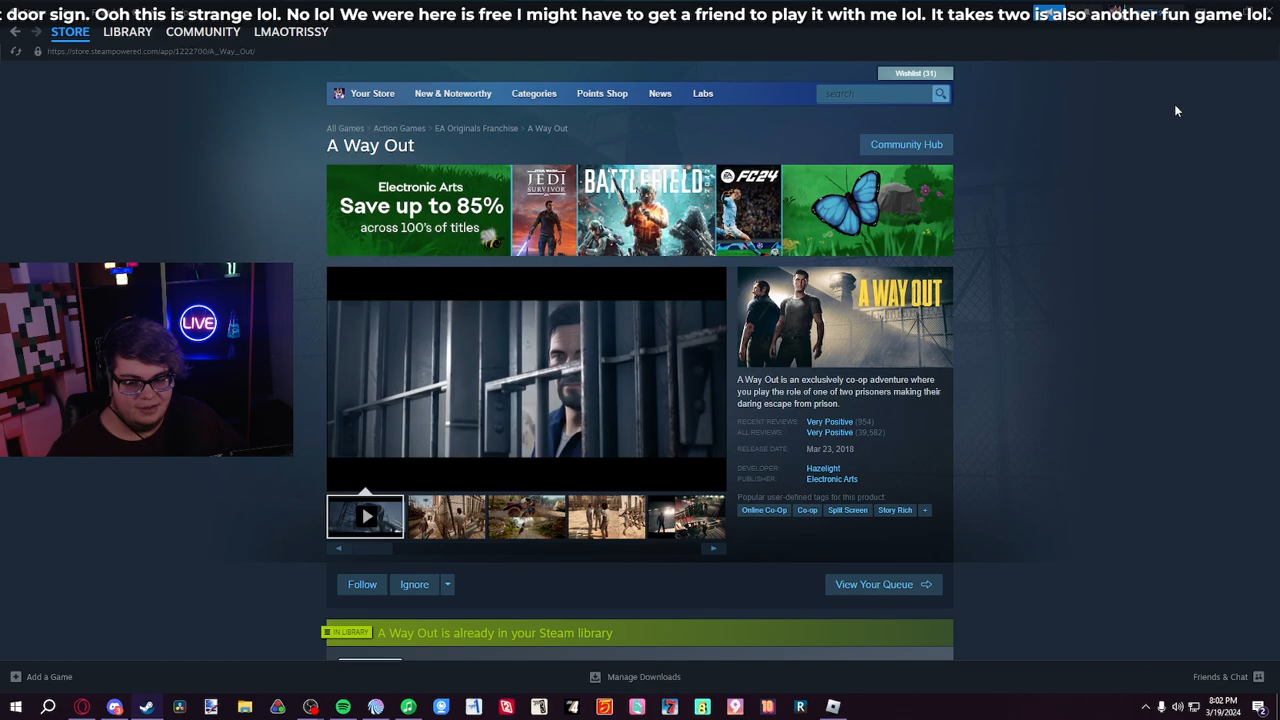 door sign. Ooh this is strange lol. No lol We were here is free I might have to get a friend to play it with me lol. It takes two is also another fun game lol.
STORE LIBRARY COMMUNITY LMAOTRISSY
https://store.steampowered.com/app/1222700/A_Way_Out/
Wishlist (31)
Your Store New & Noteworthy Categories Points Shop News Labs search
All Games > Action Games > EA Originals Franchise > A Way Out
A Way Out
Community Hub
Electronic Arts
Save up to 85%
across 100's of titles
STAR WARS
JEDI
SURVIVOR
BATTLEFIELD
2042
EA SPORTS
FC24
LIVE
A WAY OUT
A Way Out is an exclusively co-op adventure where
you play the role of one of two prisoners making their
daring escape from prison.
RECENT REVIEWS: Very Positive (954)
ALL REVIEWS: Very Positive (39,582)
RELEASE DATE: Mar 23, 2018
DEVELOPER: Hazelight
PUBLISHER: Electronic Arts
Popular user-defined tags for this product:
Online Co-Op Co-op Split Screen Story Rich +
Follow Ignore View Your Queue
IN LIBRARY A Way Out is already in your Steam library
Add a Game Manage Downloads Friends & Chat
8:02 PM
3/19/2024